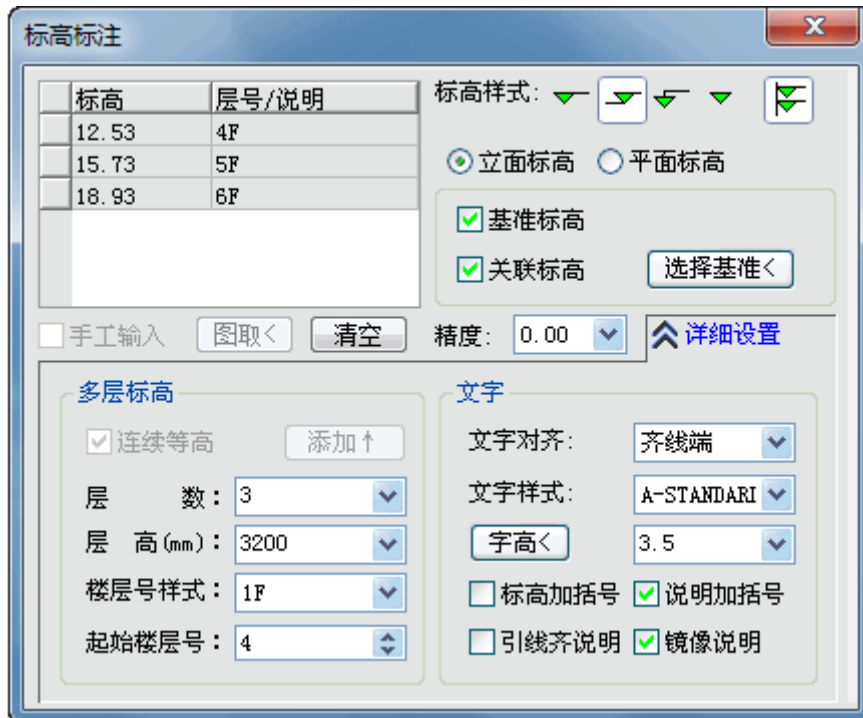 标高标注
标高 层号/说明
12.53 4F
15.73 5F
18.93 6F
标高样式:
立面标高 平面标高
基准标高
关联标高 选择基准<
手工输入 图取< 清空 精度: 0.00 详细设置
多层标高
连续等高 添加↑
层 数: 3
层 高(mm): 3200
楼层号样式: 1F
起始楼层号: 4
文字
文字对齐: 齐线端
文字样式: A-STANDARI
字高< 3.5
标高加括号 说明加括号
引线齐说明 镜像说明